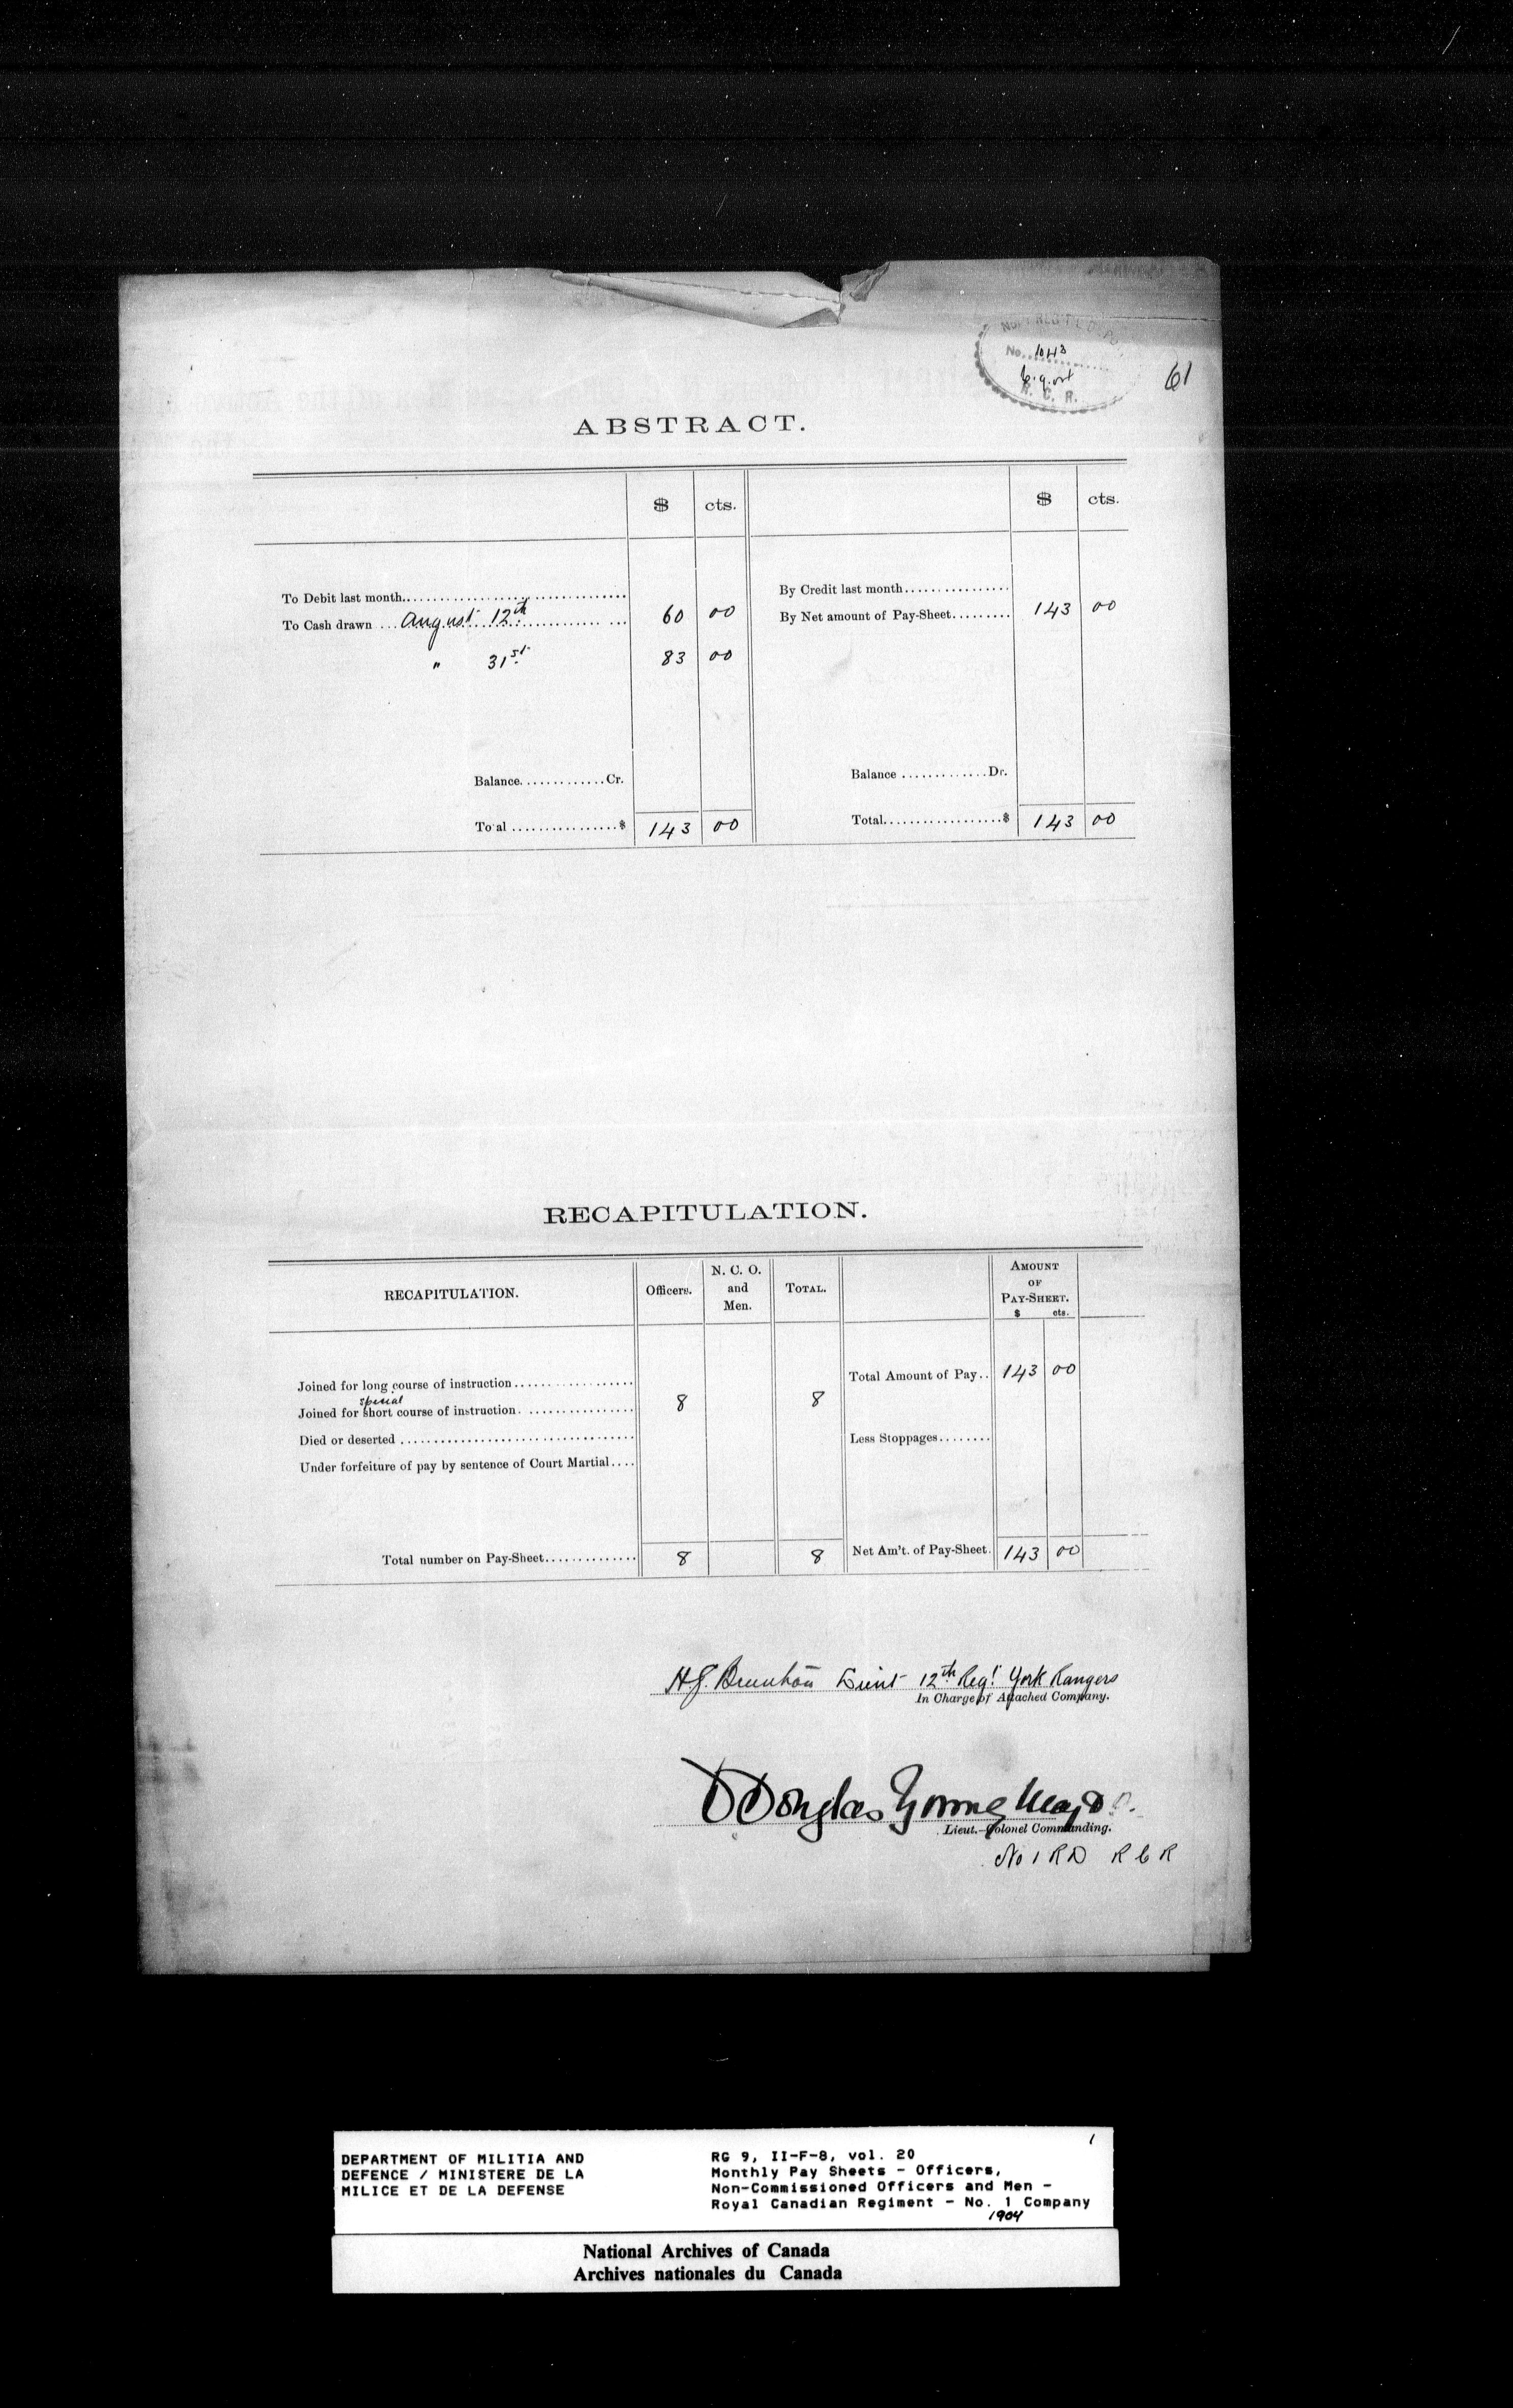 No. 1043
R. C. R.
61
ABSTRACT.
$ cts. $ cts.
To Debit last month.................................
By Credit last month................
To Cash drawn ... August 12th 60 00
By Net amount of Pay-Sheet......... 143 00
" 31st 83 00
Balance.............Cr.
Balance .............Dr.
To al ................$ 143 00
Total..................$ 143 00
RECAPITULATION.
RECAPITULATION. Officers. N. C. O. and Men. TOTAL. AMOUNT OF PAY-SHEET. $ cts.
Joined for long course of instruction..................
Total Amount of Pay.. 143 00
special
Joined for short course of instruction. ................ 8 8
Died or deserted ...................................
Less Stoppages........
Under forfeiture of pay by sentence of Court Martial....
Total number on Pay-Sheet.............. 8 8
Net Am't. of Pay-Sheet. 143 00
Lieut 12th Regt York Rangers
In Charge of Attached Company.
D Douglas Young Major
Lieut.-Colonel Commanding.
No 1 R D R C R
1
DEPARTMENT OF MILITIA AND
DEFENCE / MINISTERE DE LA
MILICE ET DE LA DEFENSE
RG 9, II-F-8, vol. 20
Monthly Pay Sheets - Officers,
Non-Commissioned Officers and Men -
Royal Canadian Regiment - No. 1 Company
1904
National Archives of Canada
Archives nationales du Canada